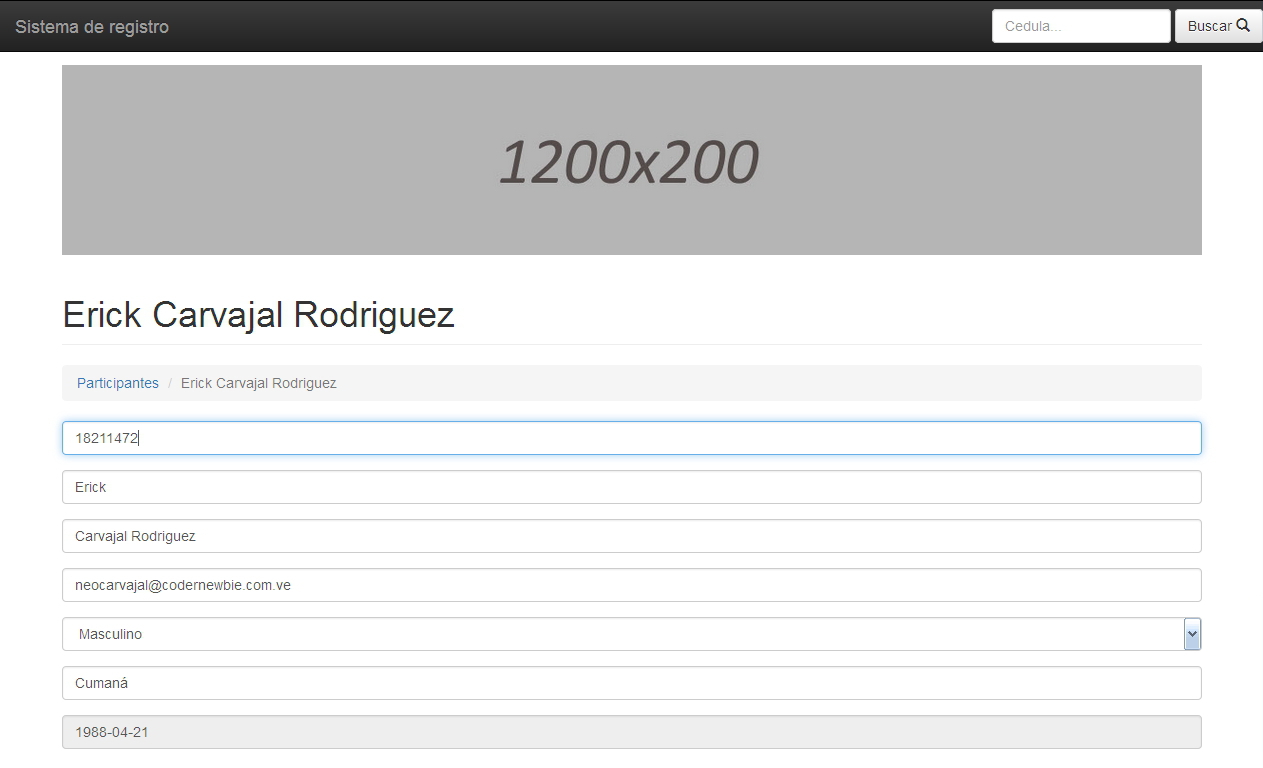 Sistema de registro
Cedula...
Buscar
1200x200
Erick Carvajal Rodriguez
Participantes / Erick Carvajal Rodriguez
18211472
Erick
Carvajal Rodriguez
neocarvajal@codernewbie.com.ve
Masculino
Cumaná
1988-04-21